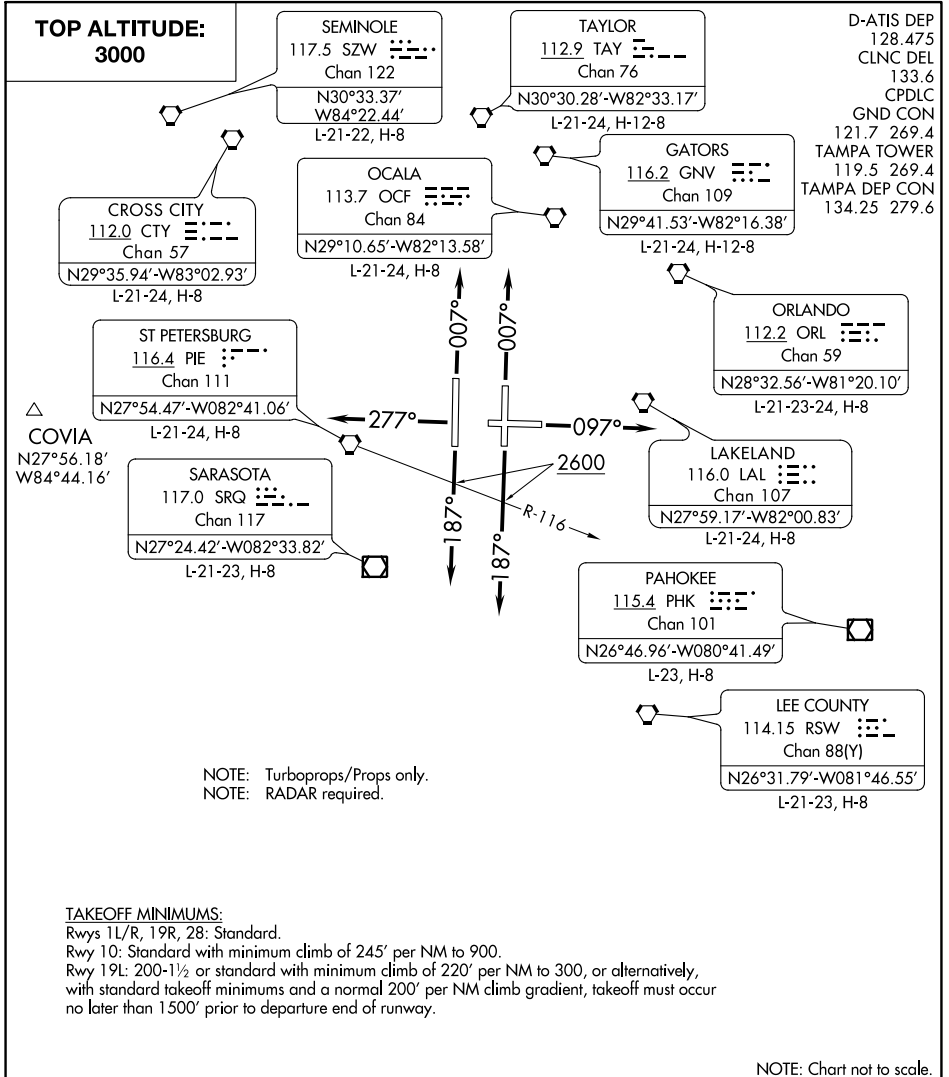 TOP ALTITUDE:
3000
SEMINOLE
117.5 SZW
Chan 122
N30°33.37'
W84°22.44'
L-21-22, H-8
TAYLOR
112.9 TAY
Chan 76
N30°30.28'-W82°33.17'
L-21-24, H-12-8
D-ATIS DEP
128.475
CLNC DEL
133.6
CPDLC
GND CON
121.7 269.4
TAMPA TOWER
119.5 269.4
TAMPA DEP CON
134.25 279.6
GATORS
116.2 GNV
Chan 109
N29°41.53'-W82°16.38'
L-21-24, H-12-8
OCALA
113.7 OCF
Chan 84
N29°10.65'-W82°13.58'
L-21-24, H-8
CROSS CITY
112.0 CTY
Chan 57
N29°35.94'-W83°02.93'
L-21-24, H-8
ORLANDO
112.2 ORL
Chan 59
N28°32.56'-W81°20.10'
L-21-23-24, H-8
ST PETERSBURG
116.4 PIE
Chan 111
N27°54.47'-W082°41.06'
L-21-24, H-8
007°
007°
277°
097°
COVIA
N27°56.18'
W84°44.16'
LAKELAND
116.0 LAL
Chan 107
N27°59.17'-W82°00.83'
L-21-24, H-8
2600
R-116
187°
187°
SARASOTA
117.0 SRQ
Chan 117
N27°24.42'-W082°33.82'
L-21-23, H-8
PAHOKEE
115.4 PHK
Chan 101
N26°46.96'-W080°41.49'
L-23, H-8
LEE COUNTY
114.15 RSW
Chan 88(Y)
N26°31.79'-W081°46.55'
L-21-23, H-8
NOTE: Turboprops/Props only.
NOTE: RADAR required.
TAKEOFF MINIMUMS:
Rwys 1L/R, 19R, 28: Standard.
Rwy 10: Standard with minimum climb of 245' per NM to 900.
Rwy 19L: 200-1½ or standard with minimum climb of 220' per NM to 300, or alternatively,
with standard takeoff minimums and a normal 200' per NM climb gradient, takeoff must occur
no later than 1500' prior to departure end of runway.
NOTE: Chart not to scale.